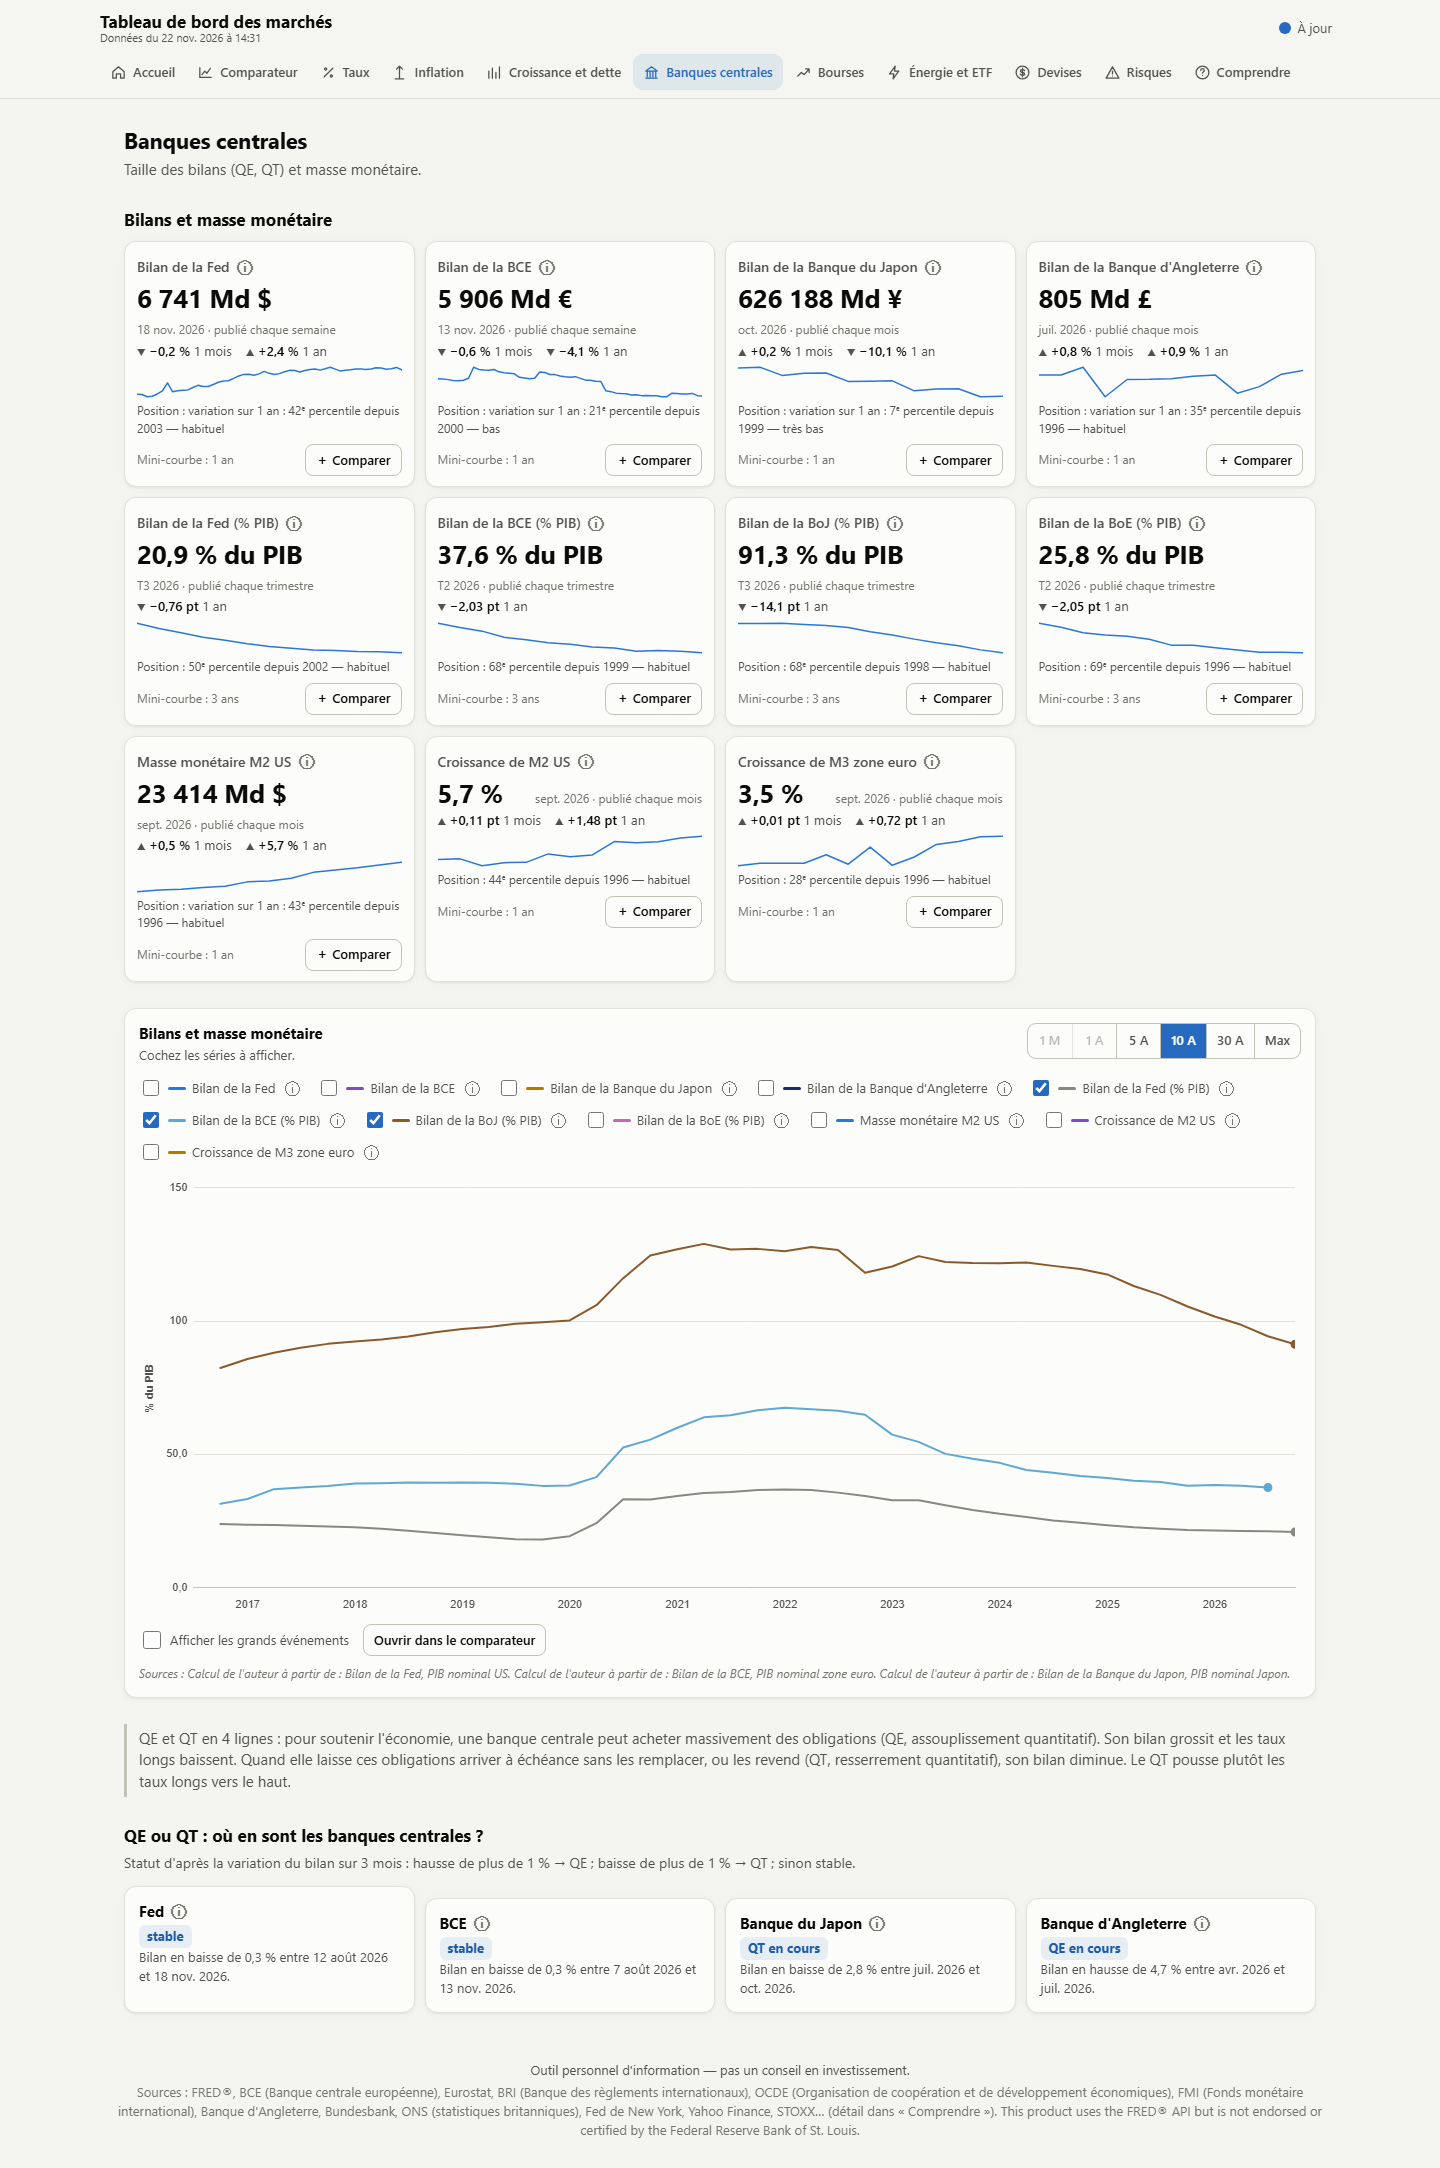 Tableau de bord des marchés
Données du 22 nov. 2026 à 14:31
À jour
Accueil
Comparateur
Taux
Inflation
Croissance et dette
Banques centrales
Bourses
Énergie et ETF
Devises
Risques
Comprendre
Banques centrales
Taille des bilans (QE, QT) et masse monétaire.
Bilans et masse monétaire
Bilan de la Fed
6 741 Md $
18 nov. 2026 · publié chaque semaine
▼ −0,2 % 1 mois ▲ +2,4 % 1 an
Position : variation sur 1 an : 42ᵉ percentile depuis
2003 — habituel
Mini-courbe : 1 an
+ Comparer
Bilan de la BCE
5 906 Md €
13 nov. 2026 · publié chaque semaine
▼ −0,6 % 1 mois ▼ −4,1 % 1 an
Position : variation sur 1 an : 21ᵉ percentile depuis
2000 — bas
Mini-courbe : 1 an
+ Comparer
Bilan de la Banque du Japon
626 188 Md ¥
oct. 2026 · publié chaque mois
▲ +0,2 % 1 mois ▼ −10,1 % 1 an
Position : variation sur 1 an : 7ᵉ percentile depuis
1999 — très bas
Mini-courbe : 1 an
+ Comparer
Bilan de la Banque d'Angleterre
805 Md £
juil. 2026 · publié chaque mois
▲ +0,8 % 1 mois ▲ +0,9 % 1 an
Position : variation sur 1 an : 35ᵉ percentile depuis
1996 — habituel
Mini-courbe : 1 an
+ Comparer
Bilan de la Fed (% PIB)
20,9 % du PIB
T3 2026 · publié chaque trimestre
▼ −0,76 pt 1 an
Position : 50ᵉ percentile depuis 2002 — habituel
Mini-courbe : 3 ans
+ Comparer
Bilan de la BCE (% PIB)
37,6 % du PIB
T2 2026 · publié chaque trimestre
▼ −2,03 pt 1 an
Position : 68ᵉ percentile depuis 1999 — habituel
Mini-courbe : 3 ans
+ Comparer
Bilan de la BoJ (% PIB)
91,3 % du PIB
T3 2026 · publié chaque trimestre
▼ −14,1 pt 1 an
Position : 68ᵉ percentile depuis 1998 — habituel
Mini-courbe : 3 ans
+ Comparer
Bilan de la BoE (% PIB)
25,8 % du PIB
T2 2026 · publié chaque trimestre
▼ −2,05 pt 1 an
Position : 69ᵉ percentile depuis 1996 — habituel
Mini-courbe : 3 ans
+ Comparer
Masse monétaire M2 US
23 414 Md $
sept. 2026 · publié chaque mois
▲ +0,5 % 1 mois ▲ +5,7 % 1 an
Position : variation sur 1 an : 43ᵉ percentile depuis
1996 — habituel
Mini-courbe : 1 an
+ Comparer
Croissance de M2 US
5,7 % sept. 2026 · publié chaque mois
▲ +0,11 pt 1 mois ▲ +1,48 pt 1 an
Position : 44ᵉ percentile depuis 1996 — habituel
Mini-courbe : 1 an
+ Comparer
Croissance de M3 zone euro
3,5 % sept. 2026 · publié chaque mois
▲ +0,01 pt 1 mois ▲ +0,72 pt 1 an
Position : 28ᵉ percentile depuis 1996 — habituel
Mini-courbe : 1 an
+ Comparer
Bilans et masse monétaire
Cochez les séries à afficher.
1 M 1 A 5 A 10 A 30 A Max
Bilan de la Fed
Bilan de la BCE
Bilan de la Banque du Japon
Bilan de la Banque d'Angleterre
Bilan de la Fed (% PIB)
Bilan de la BCE (% PIB)
Bilan de la BoJ (% PIB)
Bilan de la BoE (% PIB)
Masse monétaire M2 US
Croissance de M2 US
Croissance de M3 zone euro
150
100
50,0
0,0
% du PIB
2017 2018 2019 2020 2021 2022 2023 2024 2025 2026
Afficher les grands événements
Ouvrir dans le comparateur
Sources : Calcul de l'auteur à partir de : Bilan de la Fed, PIB nominal US. Calcul de l'auteur à partir de : Bilan de la BCE, PIB nominal zone euro. Calcul de l'auteur à partir de : Bilan de la Banque du Japon, PIB nominal Japon.
QE et QT en 4 lignes : pour soutenir l'économie, une banque centrale peut acheter massivement des obligations (QE, assouplissement quantitatif). Son bilan grossit et les taux
longs baissent. Quand elle laisse ces obligations arriver à échéance sans les remplacer, ou les revend (QT, resserrement quantitatif), son bilan diminue. Le QT pousse plutôt les
taux longs vers le haut.
QE ou QT : où en sont les banques centrales ?
Statut d'après la variation du bilan sur 3 mois : hausse de plus de 1 % → QE ; baisse de plus de 1 % → QT ; sinon stable.
Fed
stable
Bilan en baisse de 0,3 % entre 12 août 2026
et 18 nov. 2026.
BCE
stable
Bilan en baisse de 0,3 % entre 7 août 2026 et
13 nov. 2026.
Banque du Japon
QT en cours
Bilan en baisse de 2,8 % entre juil. 2026 et
oct. 2026.
Banque d'Angleterre
QE en cours
Bilan en hausse de 4,7 % entre avr. 2026 et
juil. 2026.
Outil personnel d'information — pas un conseil en investissement.
Sources : FRED®, BCE (Banque centrale européenne), Eurostat, BRI (Banque des règlements internationaux), OCDE (Organisation de coopération et de développement économiques), FMI (Fonds monétaire
international), Banque d'Angleterre, Bundesbank, ONS (statistiques britanniques), Fed de New York, Yahoo Finance, STOXX… (détail dans « Comprendre »). This product uses the FRED® API but is not endorsed or
certified by the Federal Reserve Bank of St. Louis.